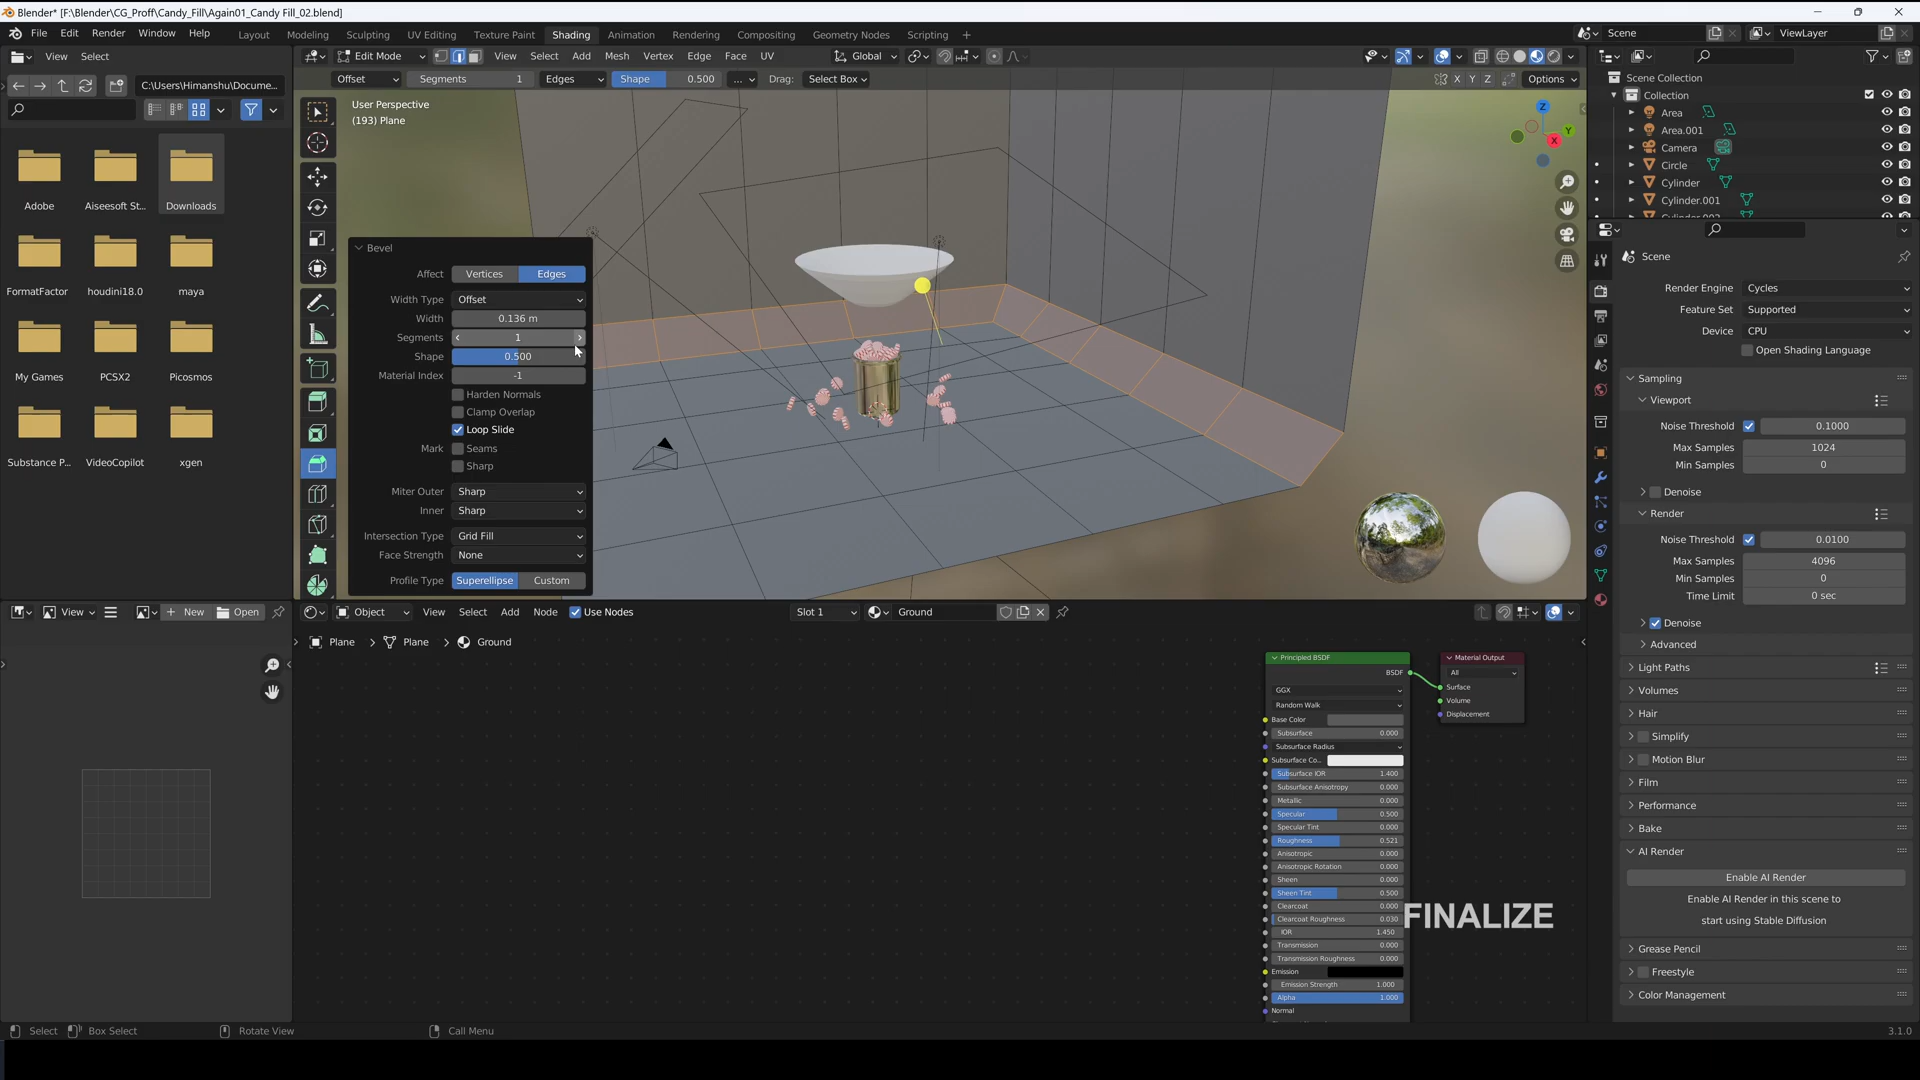 Blender* [F:\Blender\CG_Proff\Candy_Fill\Again01_Candy Fill_02.blend]
File Edit Render Window Help Layout Modeling Sculpting UV Editing Texture Paint Shading Animation Rendering Compositing Geometry Nodes Scripting + Scene ViewLayer
View Select Edit Mode View Select Add Mesh Vertex Edge Face UV Global
C:\Users\Himanshu\Docume... Offset Segments 1 Edges Shape 0.500 ... Drag: Select Box X Y Z Options
Adobe Aiseesoft St... Downloads
FormatFactor houdini18.0 maya
My Games PCSX2 Picosmos
Substance P... VideoCopilot xgen
User Perspective
(193) Plane
Z
Y
X
Bevel
Affect Vertices Edges
Width Type Offset
Width 0.136 m
Segments 1
Shape 0.500
Material Index -1
Harden Normals
Clamp Overlap
Loop Slide
Mark Seams
Sharp
Miter Outer Sharp
Inner Sharp
Intersection Type Grid Fill
Face Strength None
Profile Type Superellipse Custom
Scene Collection
Collection
Area
Area.001
Camera
Circle
Cylinder
Cylinder.001
Scene
Render Engine Cycles
Feature Set Supported
Device CPU
Open Shading Language
Sampling
Viewport
Noise Threshold 0.1000
Max Samples 1024
Min Samples 0
Denoise
Render
Noise Threshold 0.0100
Max Samples 4096
Min Samples 0
Time Limit 0 sec
Denoise
Advanced
Light Paths
Volumes
Hair
Simplify
Motion Blur
Film
Performance
Bake
AI Render
Enable AI Render
Enable AI Render in this scene to
start using Stable Diffusion
Grease Pencil
Freestyle
Color Management
View New Open Object View Select Add Node Use Nodes Slot 1 Ground
Plane Plane Ground
Principled BSDF
BSDF
GGX
Random Walk
Base Color
Subsurface 0.000
Subsurface Radius
Subsurface Co...
Subsurface IOR 1.400
Subsurface Anisotropy 0.000
Metallic 0.000
Specular 0.500
Specular Tint 0.000
Roughness 0.521
Anisotropic 0.000
Anisotropic Rotation 0.000
Sheen 0.000
Sheen Tint 0.500
Clearcoat 0.000
Clearcoat Roughness 0.030
IOR 1.450
Transmission 0.000
Transmission Roughness 0.000
Emission
Emission Strength 1.000
Alpha 1.000
Normal
Material Output
All
Surface
Volume
Displacement
FINALIZE
Select Box Select Rotate View Call Menu 3.1.0